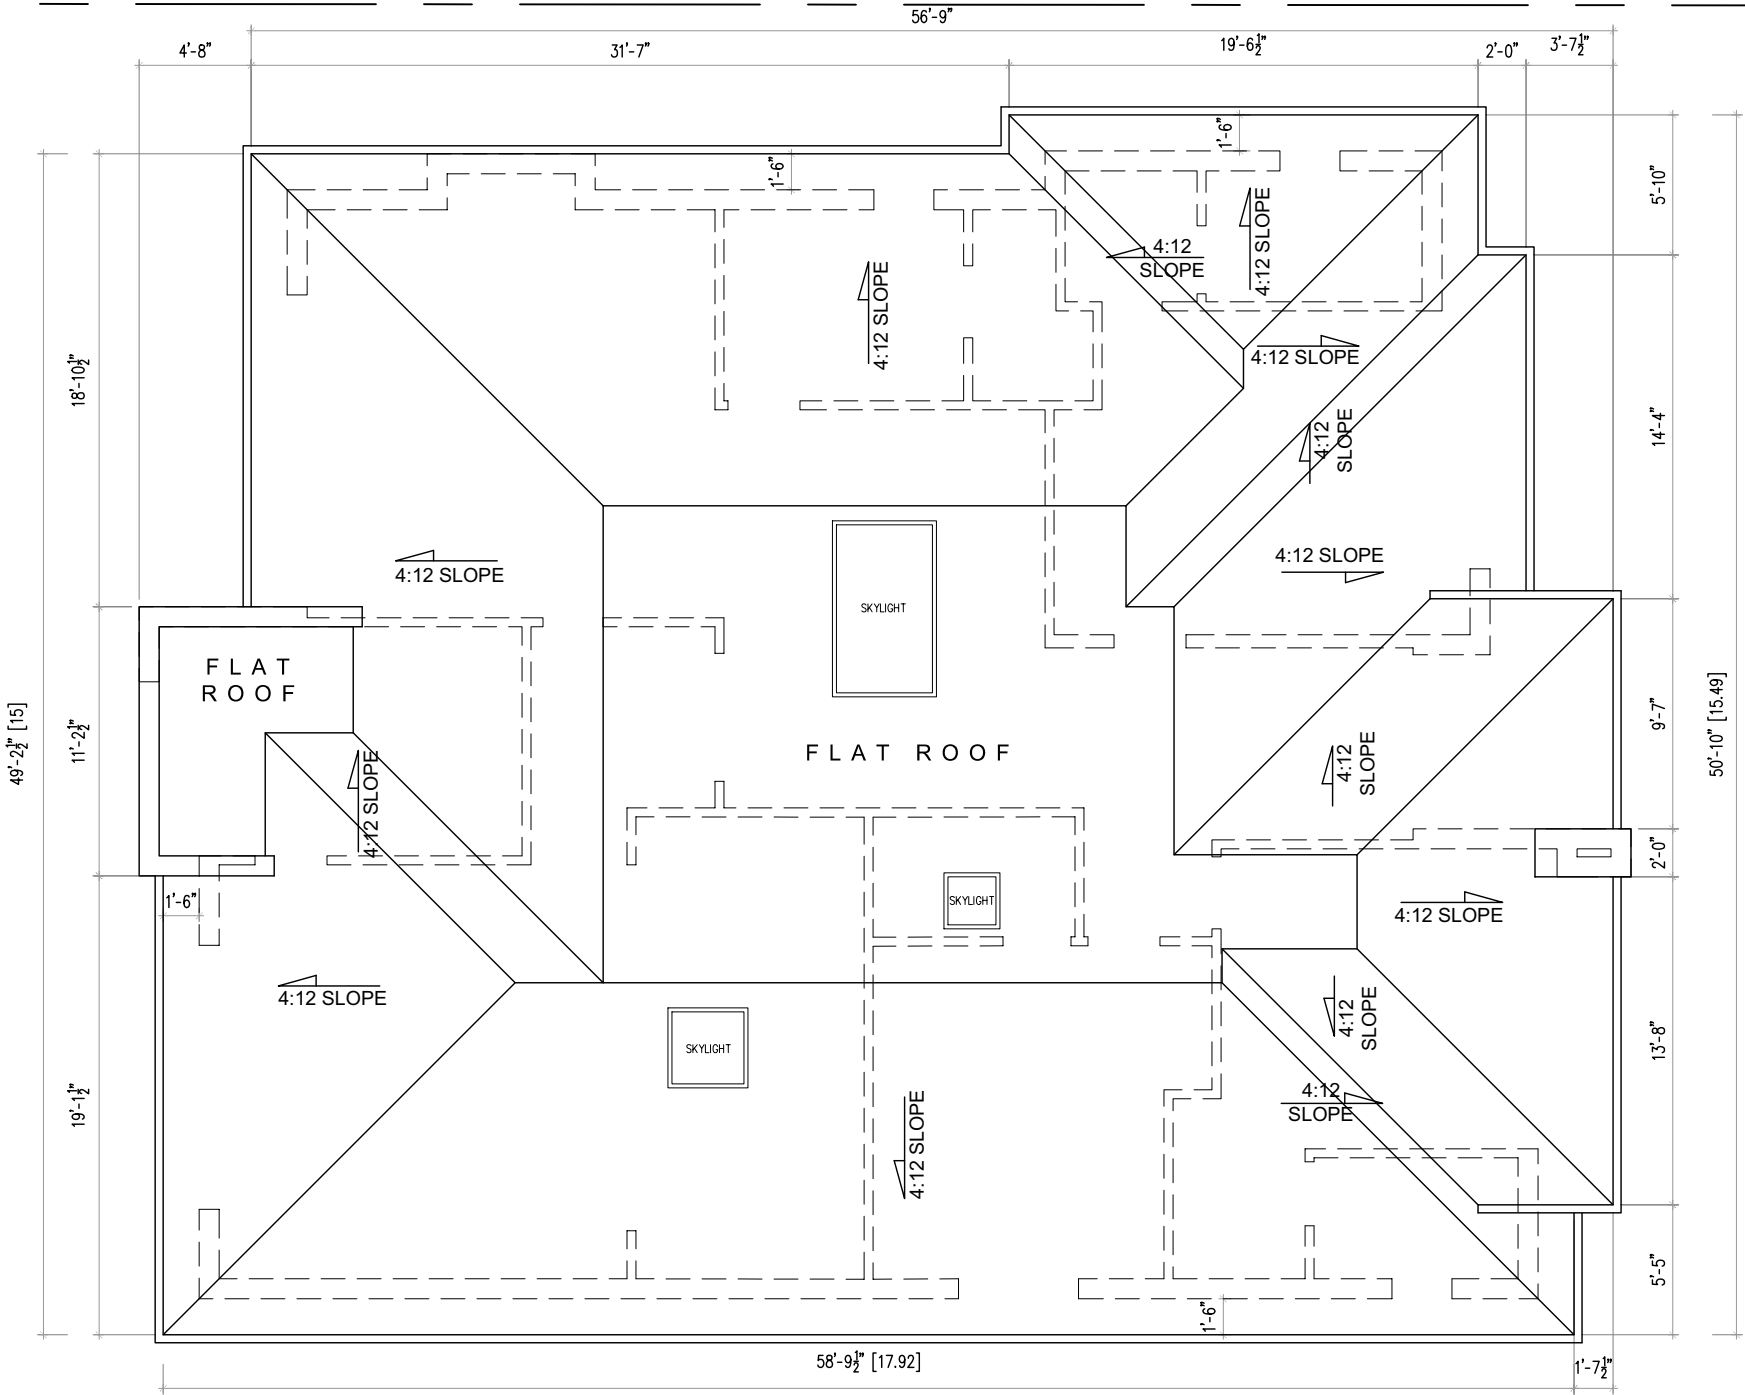 56'-9"
4'-8"
31'-7"
19'-6½"
2'-0"
3'-7½"
1'-6"
1'-6"
5'-10"
4:12 SLOPE
4:12
SLOPE
4:12 SLOPE
18'-10½"
4:12 SLOPE
4:12
SLOPE
14'-4"
4:12 SLOPE
4:12 SLOPE
SKYLIGHT
FLAT
ROOF
49'-2½" [15]
11'-2½"
FLAT ROOF
4:12 SLOPE
4:12
SLOPE
9'-7"
50'-10" [15.49]
2'-0"
1'-6"
SKYLIGHT
4:12 SLOPE
4:12 SLOPE
4:12
SLOPE
SKYLIGHT
13'-8"
19'-1½"
4:12 SLOPE
4:12
SLOPE
5'-5"
1'-6"
58'-9½" [17.92]
1'-7½"